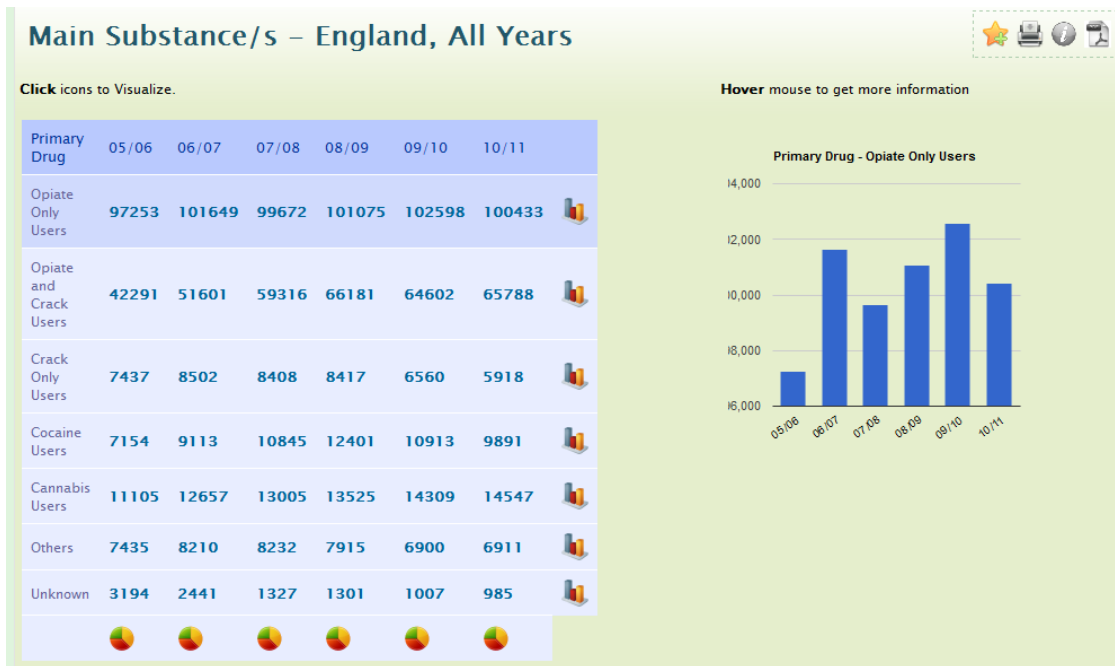 Main Substance/s – England, All Years
Click icons to Visualize.
Hover mouse to get more information
Primary Drug 05/06 06/07 07/08 08/09 09/10 10/11
Opiate Only Users 97253 101649 99672 101075 102598 100433
Opiate and Crack Users 42291 51601 59316 66181 64602 65788
Crack Only Users 7437 8502 8408 8417 6560 5918
Cocaine Users 7154 9113 10845 12401 10913 9891
Cannabis Users 11105 12657 13005 13525 14309 14547
Others 7435 8210 8232 7915 6900 6911
Unknown 3194 2441 1327 1301 1007 985
Primary Drug - Opiate Only Users
05/06 06/07 07/08 08/09 09/10 10/11